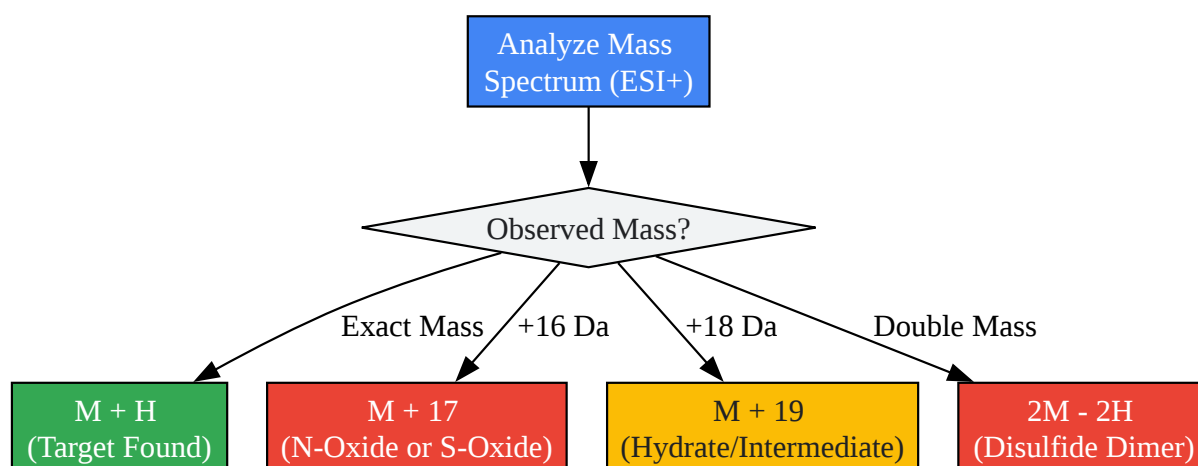 Analyze Mass
Spectrum (ESI+)
Observed Mass?
Exact Mass
+16 Da
+18 Da
Double Mass
M + H
(Target Found)
M + 17
(N-Oxide or S-Oxide)
M + 19
(Hydrate/Intermediate)
2M - 2H
(Disulfide Dimer)